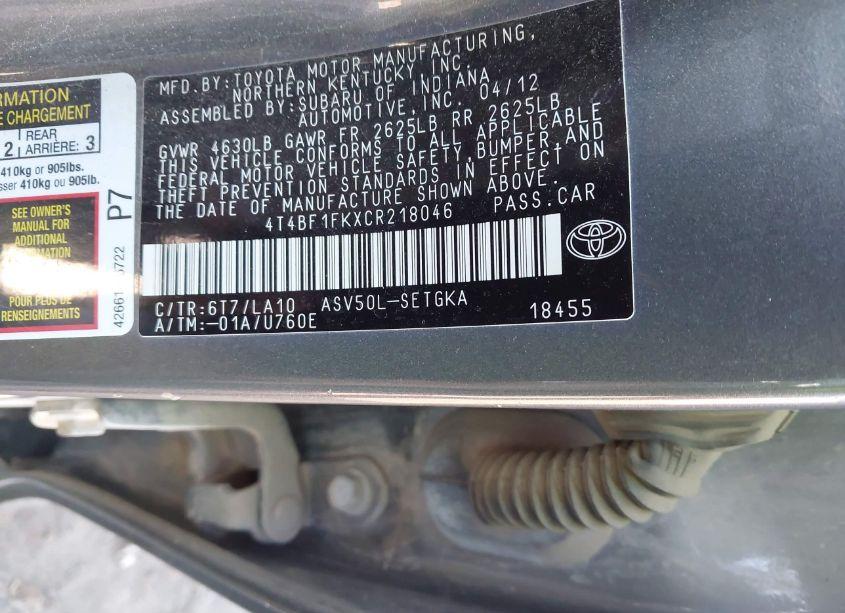 RMATION
E CHARGEMENT
2 REAR ARRIÈRE: 3
410kg or 905lbs.
sser 410kg ou 905lb.
SEE OWNER'S
MANUAL FOR
ADDITIONAL
POUR PLUS DE
RENSEIGNEMENTS.
P7
42661
5722
MFD. BY: TOYOTA MOTOR MANUFACTURING,
NORTHERN KENTUCKY, INC.
ASSEMBLED BY: SUBARU OF INDIANA
AUTOMOTIVE, INC. 04/12
GVWR 4630LB GAWR FR 2625LB RR 2625LB
THIS VEHICLE CONFORMS TO ALL APPLICABLE
FEDERAL MOTOR VEHICLE SAFETY, BUMPER, AND
THEFT PREVENTION STANDARDS IN EFFECT ON
THE DATE OF MANUFACTURE SHOWN ABOVE.
4T4BF1FKXCR218046 PASS.CAR
C/TR:6T7/LA10 ASV50L-SETGKA
A/TM:-01A/U760E 18455